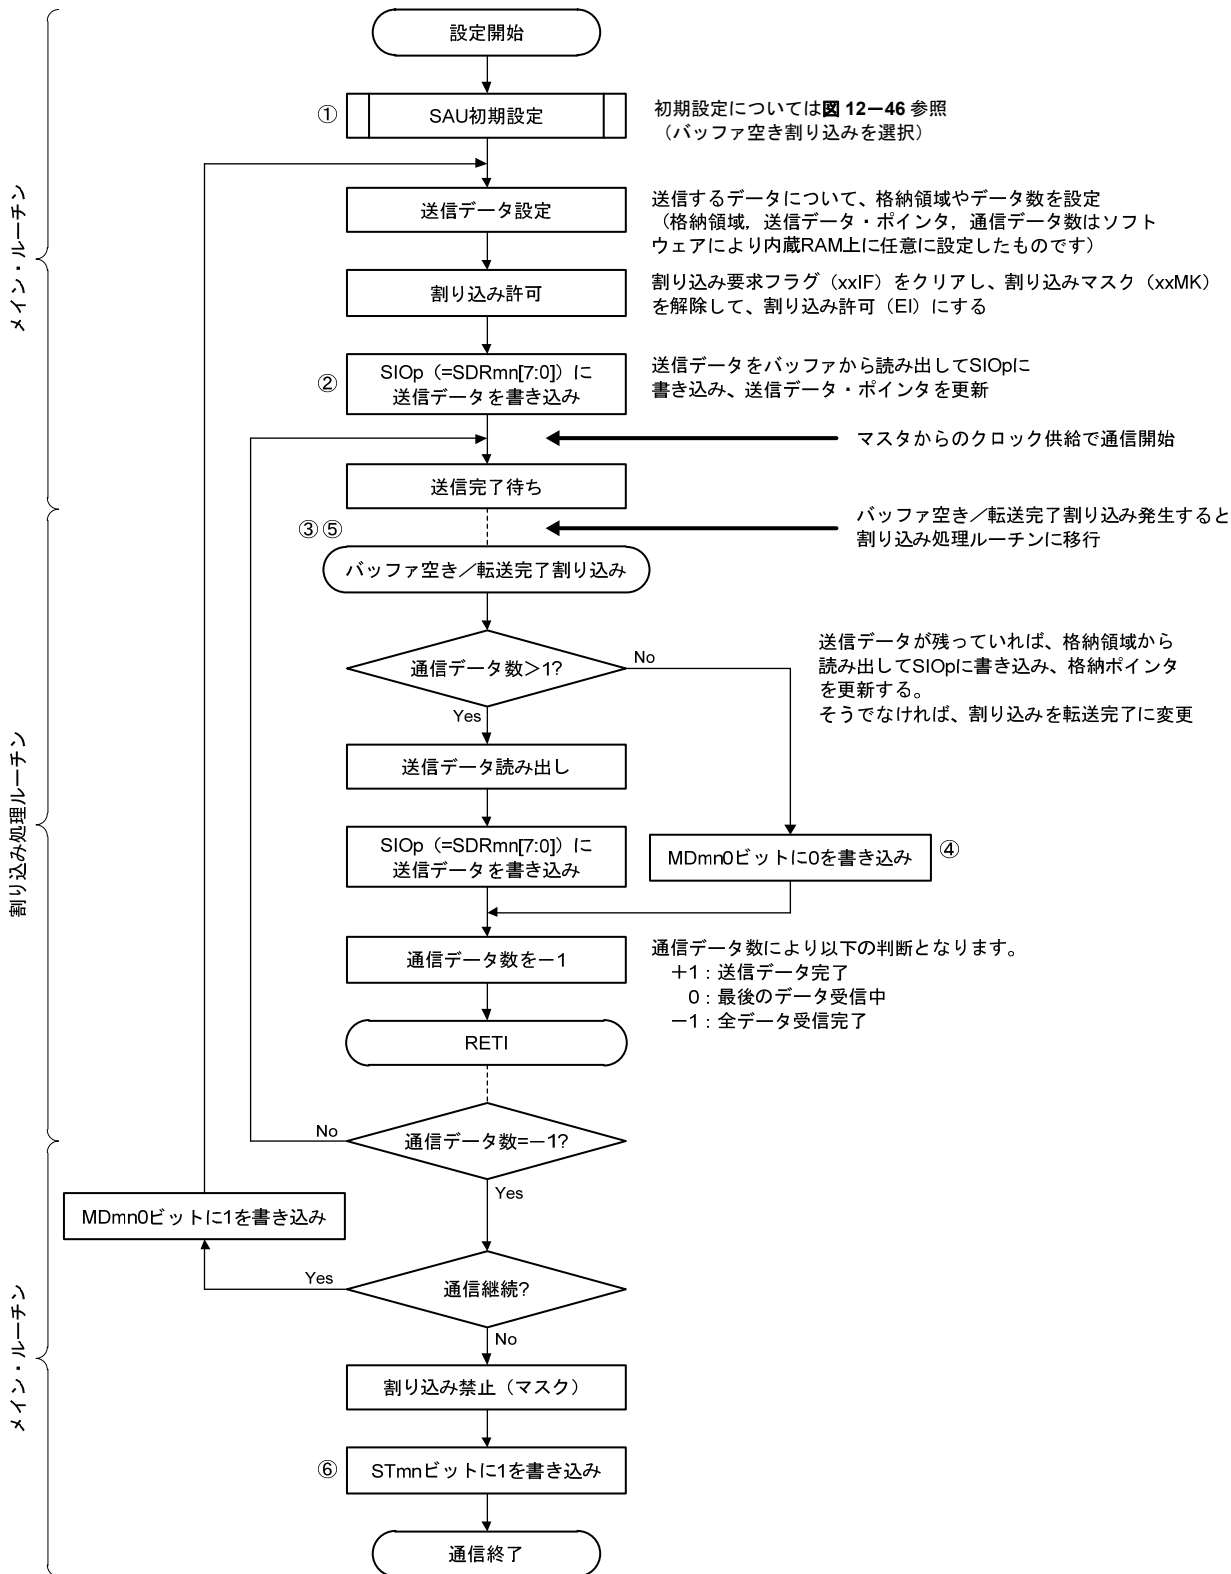 設定開始
①
SAU初期設定
初期設定については図 12－46 参照
（バッファ空き割り込みを選択）
送信データ設定
送信するデータについて、格納領域やデータ数を設定
（格納領域，送信データ・ポインタ，通信データ数はソフト
ウェアにより内蔵RAM上に任意に設定したものです）
メイン・ルーチン
割り込み許可
割り込み要求フラグ（xxIF）をクリアし、割り込みマスク（xxMK）
を解除して、割り込み許可（EI）にする
②
SIOp（=SDRmn[7:0]）に
送信データを書き込み
送信データをバッファから読み出してSIOpに
書き込み、送信データ・ポインタを更新
マスタからのクロック供給で通信開始
送信完了待ち
③⑤
バッファ空き／転送完了割り込み発生すると
割り込み処理ルーチンに移行
バッファ空き／転送完了割り込み
通信データ数＞1?
No
Yes
送信データが残っていれば、格納領域から
読み出してSIOpに書き込み、格納ポインタ
を更新する。
そうでなければ、割り込みを転送完了に変更
送信データ読み出し
割り込み処理ルーチン
SIOp（=SDRmn[7:0]）に
送信データを書き込み
MDmn0ビットに0を書き込み
④
通信データ数を－1
通信データ数により以下の判断となります。
＋1：送信データ完了
0：最後のデータ受信中
－1：全データ受信完了
RETI
通信データ数=－1?
No
Yes
MDmn0ビットに1を書き込み
通信継続?
Yes
No
メイン・ルーチン
割り込み禁止（マスク）
⑥
STmnビットに1を書き込み
通信終了